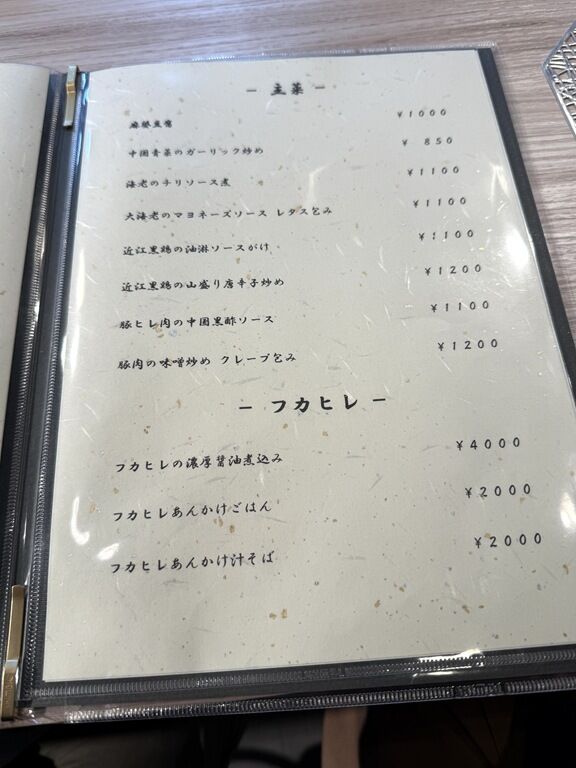 ― 主菜 ―
麻婆豆腐 ¥1000
中国青菜のガーリック炒め ¥ 850
海老のチリソース煮 ¥1100
大海老のマヨネーズソース レタス包み ¥1100
近江黒鶏の油淋ソースがけ ¥1100
近江黒鶏の山盛り唐辛子炒め ¥1200
豚ヒレ肉の中国黒酢ソース ¥1100
豚肉の味噌炒め クレープ包み ¥1200
― フカヒレ ―
フカヒレの濃厚醤油煮込み ¥4000
フカヒレあんかけごはん ¥2000
フカヒレあんかけ汁そば ¥2000